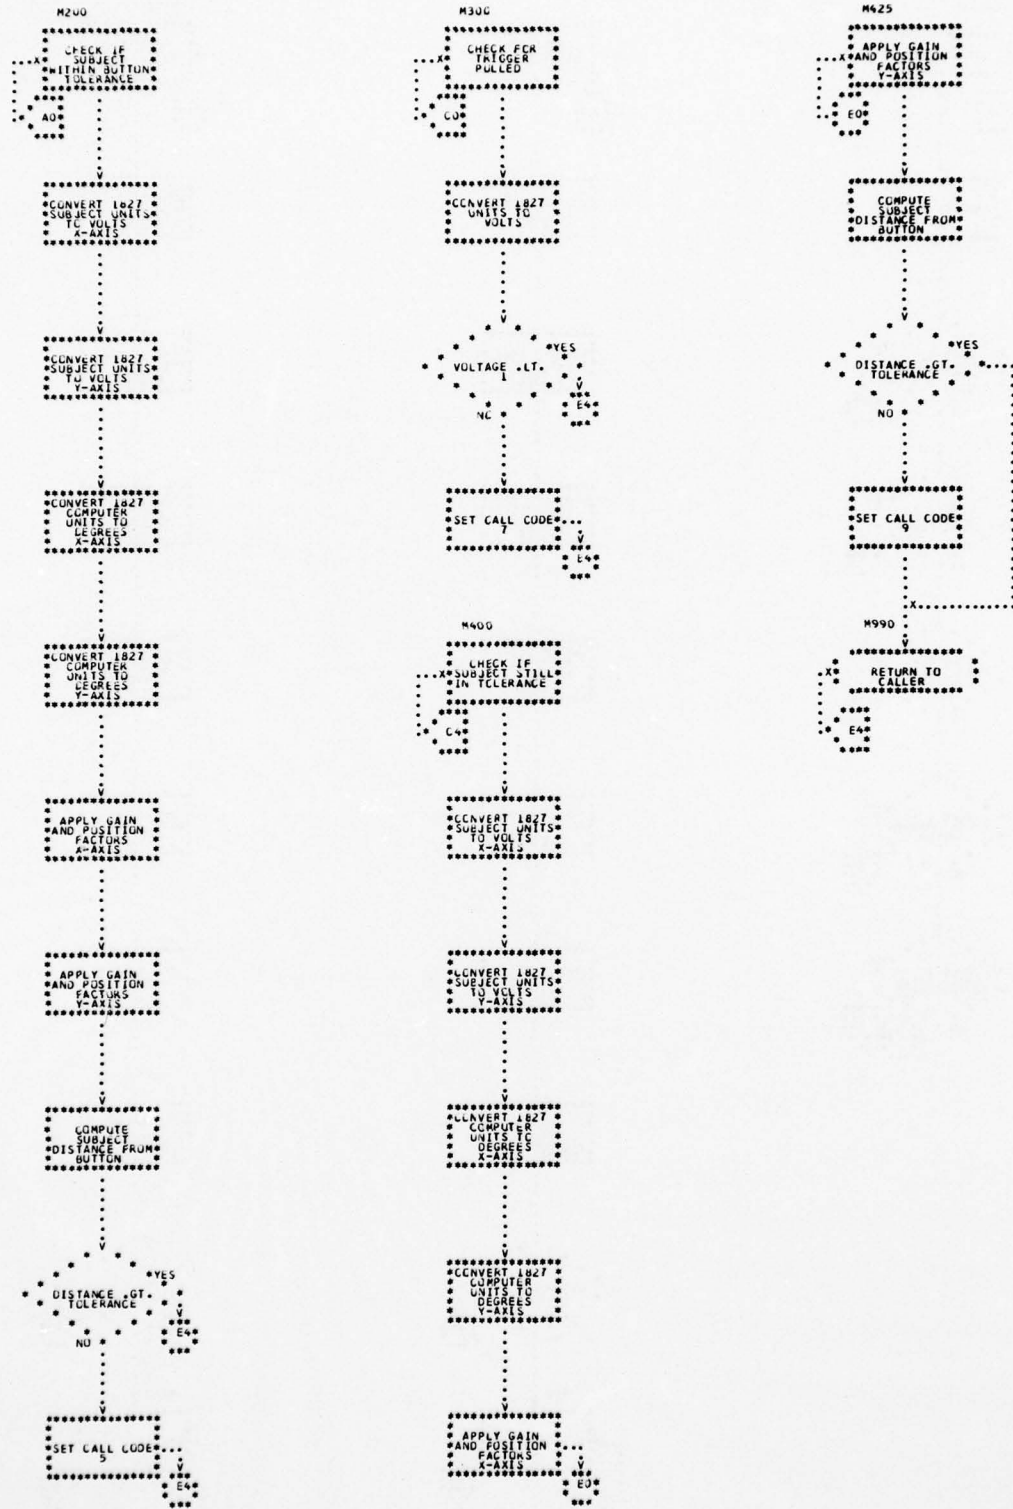 M200
CHECK IF
SUBJECT
WITHIN BUTTON
TOLERANCE
A0
CONVERT 1827
SUBJECT UNITS
TO VOLTS
X-AXIS
CONVERT 1827
SUBJECT UNITS
TO VOLTS
Y-AXIS
CONVERT 1827
COMPUTER
UNITS TO
DEGREES
X-AXIS
CONVERT 1827
COMPUTER
UNITS TO
DEGREES
Y-AXIS
APPLY GAIN
AND POSITION
FACTORS
X-AXIS
APPLY GAIN
AND POSITION
FACTORS
Y-AXIS
COMPUTE
SUBJECT
DISTANCE FROM
BUTTON
YES
DISTANCE .GT.
TOLERANCE
E4
NO
SET CALL CODE
5
E4
M300
CHECK FOR
TRIGGER
PULLED
C0
CONVERT 1827
UNITS TO
VOLTS
YES
VOLTAGE .LT.
1
E4
NO
SET CALL CODE
7
E4
M400
CHECK IF
SUBJECT STILL
IN TOLERANCE
C4
CONVERT 1827
SUBJECT UNITS
TO VOLTS
X-AXIS
CONVERT 1827
SUBJECT UNITS
TO VOLTS
Y-AXIS
CONVERT 1827
COMPUTER
UNITS TO
DEGREES
X-AXIS
CONVERT 1827
COMPUTER
UNITS TO
DEGREES
Y-AXIS
APPLY GAIN
AND POSITION
FACTORS
X-AXIS
E0
M425
APPLY GAIN
AND POSITION
FACTORS
Y-AXIS
E0
COMPUTE
SUBJECT
DISTANCE FROM
BUTTON
YES
DISTANCE .GT.
TOLERANCE
NO
SET CALL CODE
9
M990
RETURN TO
CALLER
E4